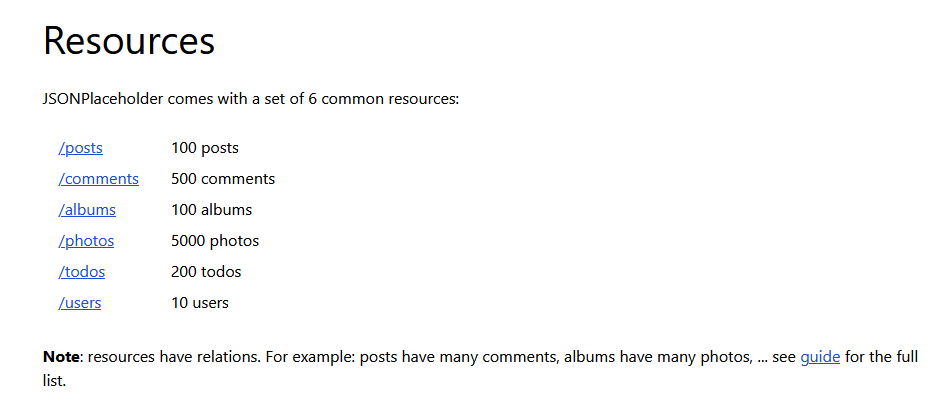 Resources
JSONPlaceholder comes with a set of 6 common resources:
/posts 100 posts
/comments 500 comments
/albums 100 albums
/photos 5000 photos
/todos 200 todos
/users 10 users
Note: resources have relations. For example: posts have many comments, albums have many photos, ... see guide for the full
list.